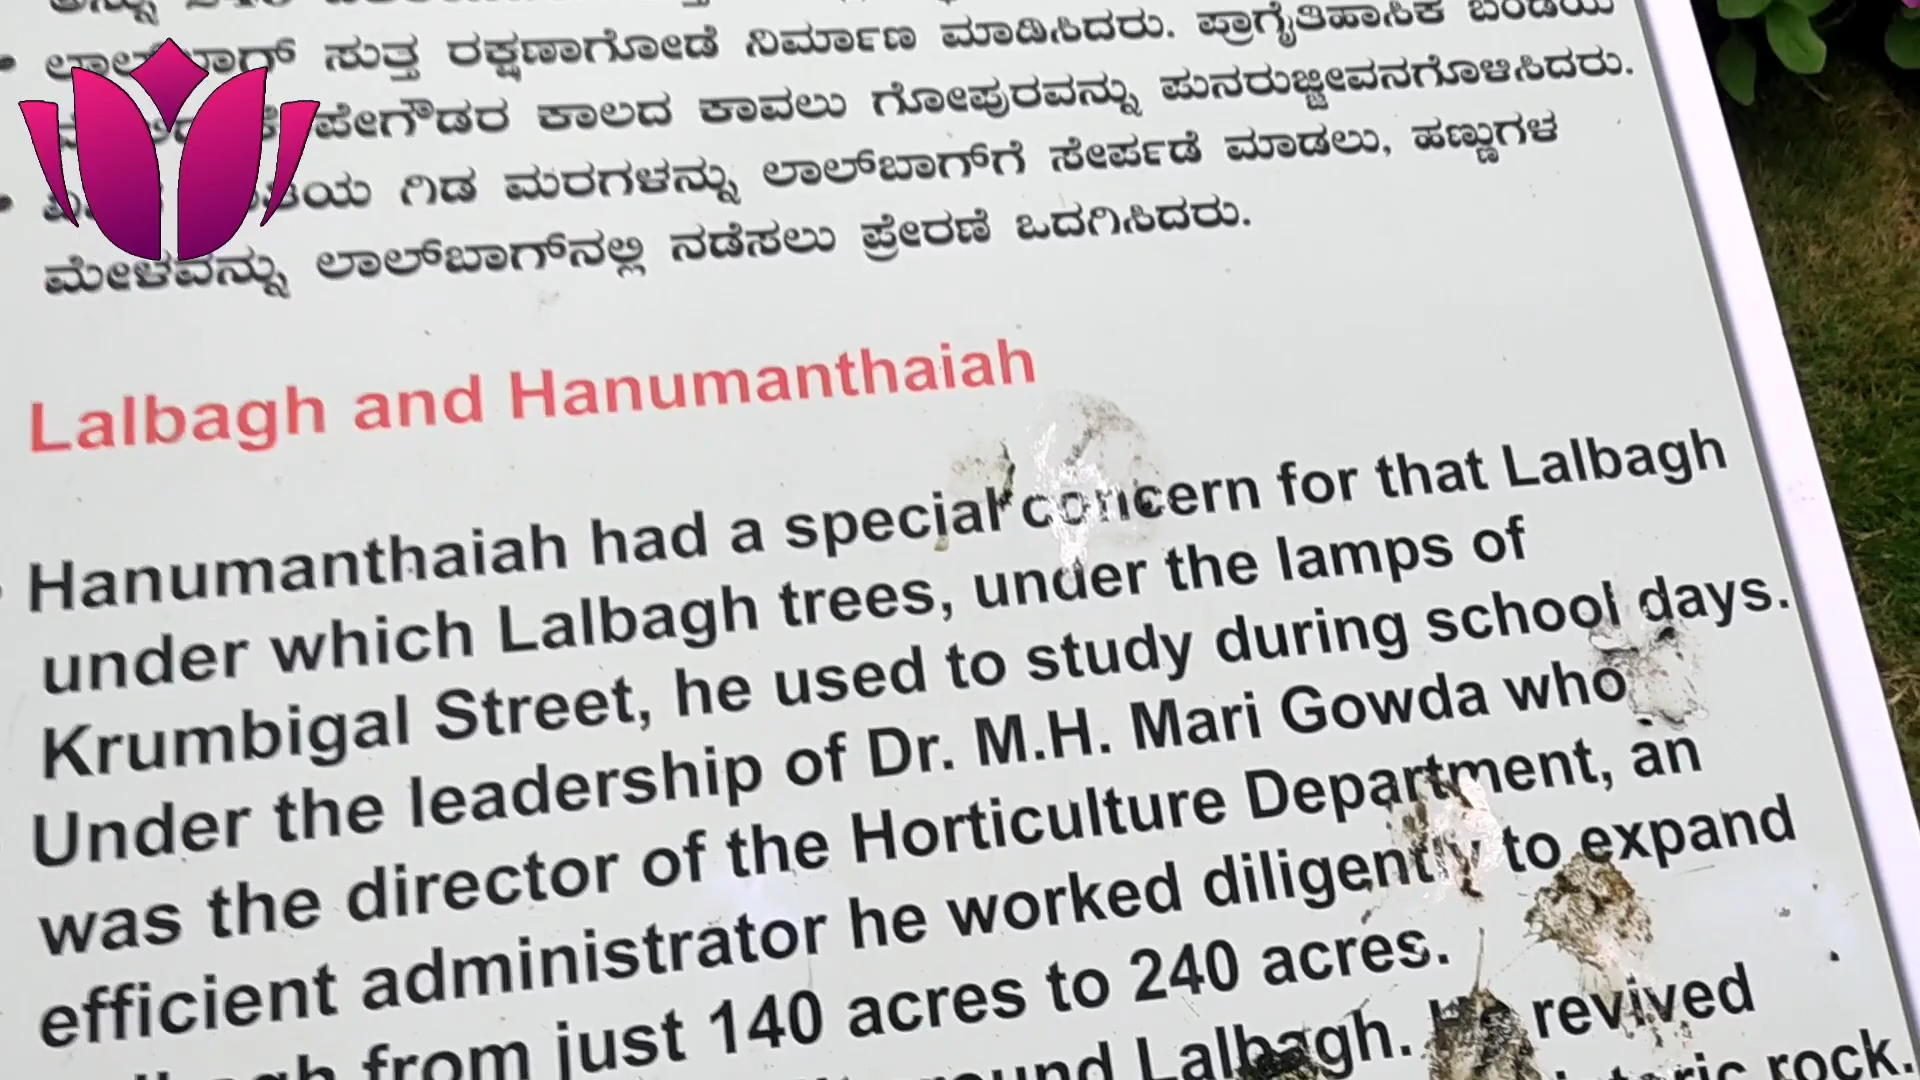 ಲಾಲ್‌ಬಾಗ್ ಸುತ್ತ ರಕ್ಷಣಾಗೋಡೆ ನಿರ್ಮಾಣ ಮಾಡಿಸಿದರು. ಪ್ರಾಗೈತಿಹಾಸಿಕ ಬಂಡೆಯ
ಕಾಲದ ಕಾವಲು ಗೋಪುರವನ್ನು ಪುನರುಜ್ಜೀವನಗೊಳಿಸಿದರು.
ಗಿಡ ಮರಗಳನ್ನು ಲಾಲ್‌ಬಾಗ್‌ಗೆ ಸೇರ್ಪಡೆ ಮಾಡಲು, ಹಣ್ಣುಗಳ
ಮೇಳವನ್ನು ಲಾಲ್‌ಬಾಗ್‌ನಲ್ಲಿ ನಡೆಸಲು ಪ್ರೇರಣೆ ಒದಗಿಸಿದರು.
Lalbagh and Hanumanthaiah
Hanumanthaiah had a special concern for that Lalbagh
under which Lalbagh trees, under the lamps of
Krumbigal Street, he used to study during school days.
Under the leadership of Dr. M.H. Mari Gowda who
was the director of the Horticulture Department, an
efficient administrator he worked diligently to expand
from just 140 acres to 240 acres.
Lalbagh. He revived
rock.